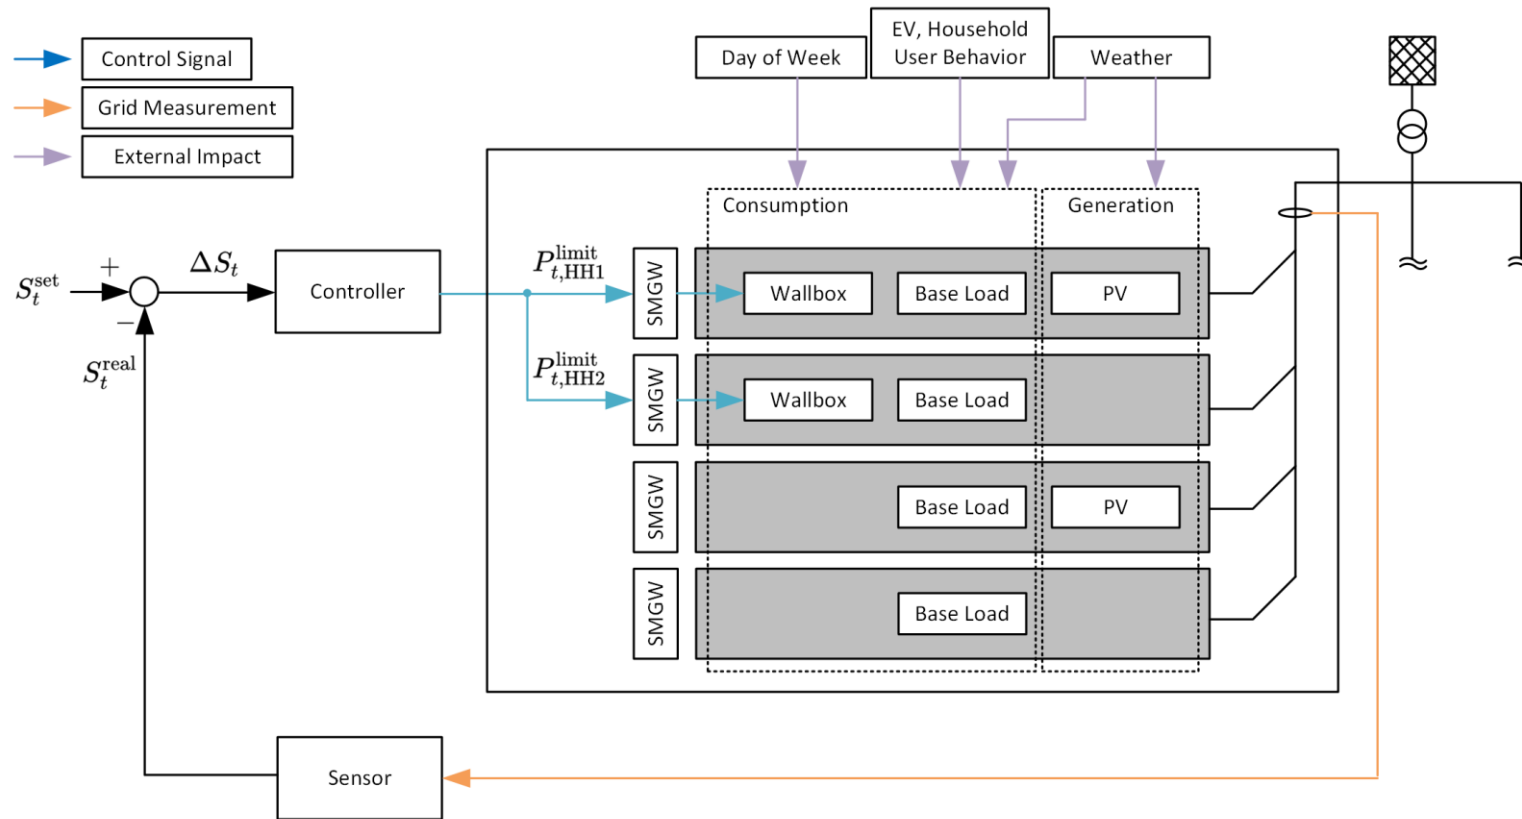 Control Signal
Grid Measurement
External Impact
Day of Week
EV, Household
User Behavior
Weather
Consumption
Generation
S_t^set
+
−
ΔS_t
Controller
P_{t,HH1}^limit
SMGW
Wallbox
Base Load
PV
S_t^real
P_{t,HH2}^limit
SMGW
Wallbox
Base Load
SMGW
Base Load
PV
SMGW
Base Load
Sensor